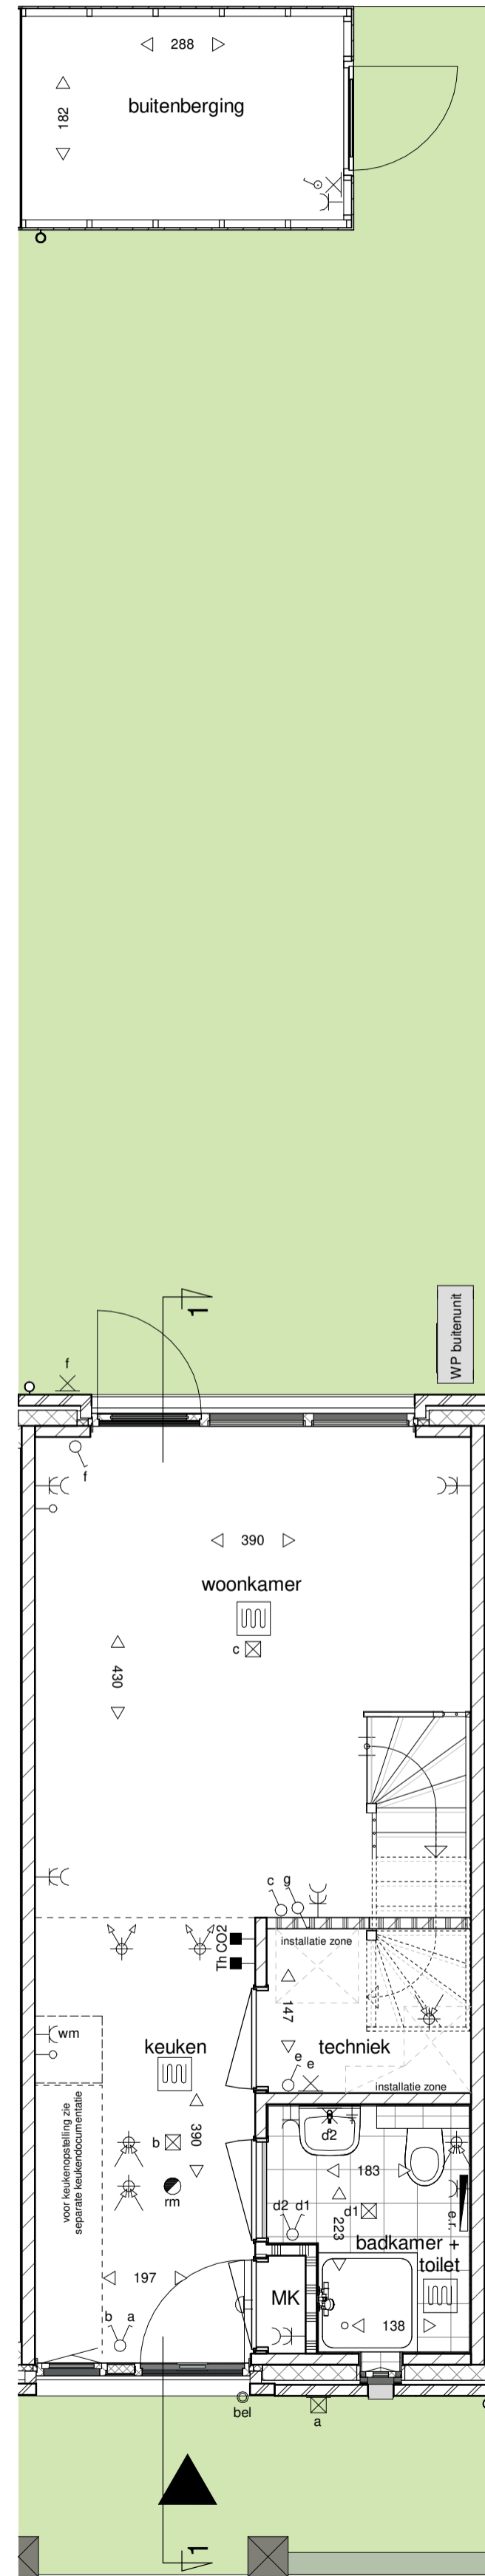 288
182
buitenberging
1
WP buitenunit
f
f
390
woonkamer
c
430
c g
Th CO2
installatie zone
147
wm
keuken
techniek
e e
installatie zone
voor keukenopstelling zie
separate keukendocumentatie
390
b
rm
d2
183
d2 d1
d1
223
e.r.
badkamer +
toilet
197
MK
138
b a
bel
a
1